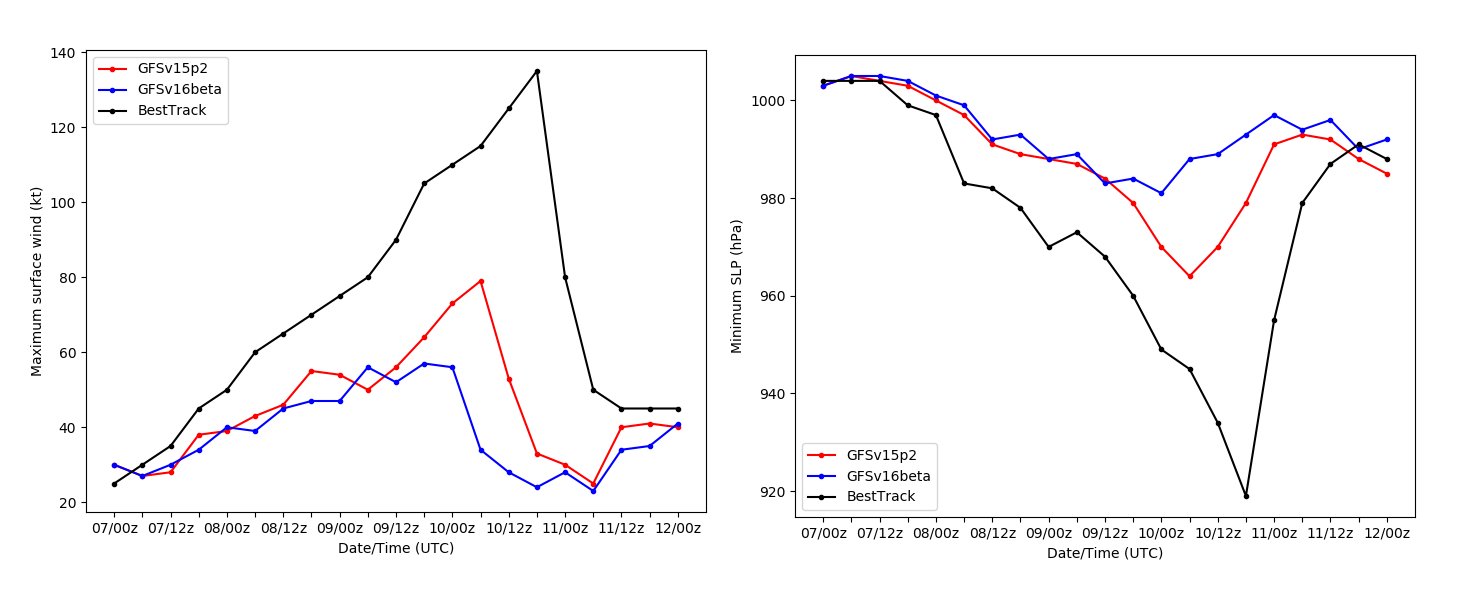 140
120
100
80
60
40
20
Maximum surface wind (kt)
GFSv15p2
GFSv16beta
BestTrack
07/00z 07/12z 08/00z 08/12z 09/00z 09/12z 10/00z 10/12z 11/00z 11/12z 12/00z
Date/Time (UTC)
1000
980
960
940
920
Minimum SLP (hPa)
GFSv15p2
GFSv16beta
BestTrack
07/00z 07/12z 08/00z 08/12z 09/00z 09/12z 10/00z 10/12z 11/00z 11/12z 12/00z
Date/Time (UTC)